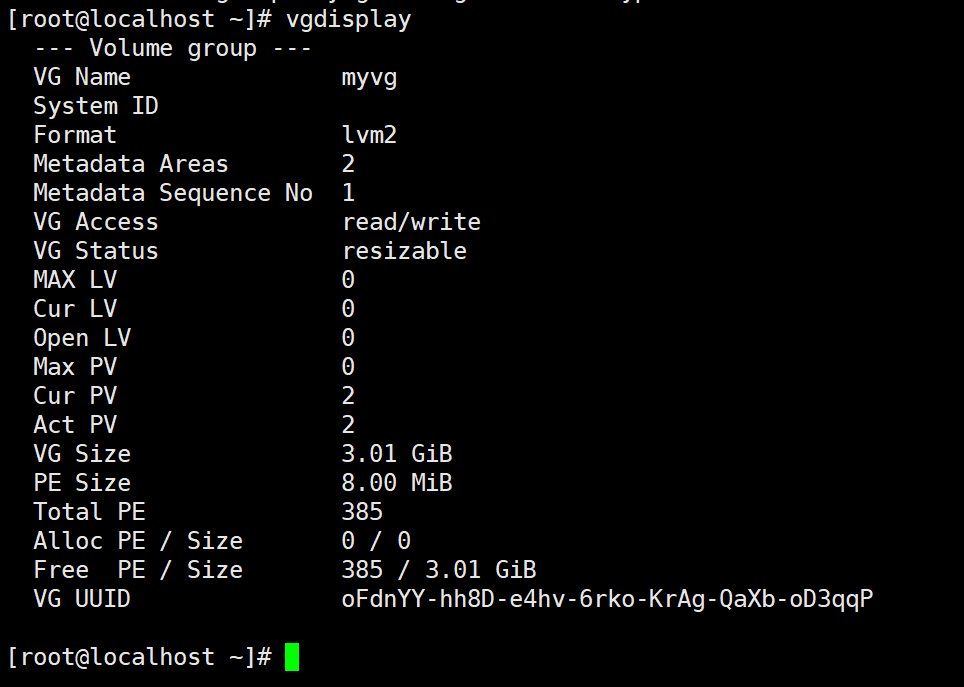 [root@localhost ~]# vgdisplay
  --- Volume group ---
  VG Name               myvg
  System ID
  Format                lvm2
  Metadata Areas        2
  Metadata Sequence No  1
  VG Access             read/write
  VG Status             resizable
  MAX LV                0
  Cur LV                0
  Open LV               0
  Max PV                0
  Cur PV                2
  Act PV                2
  VG Size               3.01 GiB
  PE Size               8.00 MiB
  Total PE              385
  Alloc PE / Size       0 / 0
  Free  PE / Size       385 / 3.01 GiB
  VG UUID               oFdnYY-hh8D-e4hv-6rko-KrAg-QaXb-oD3qqP
[root@localhost ~]#